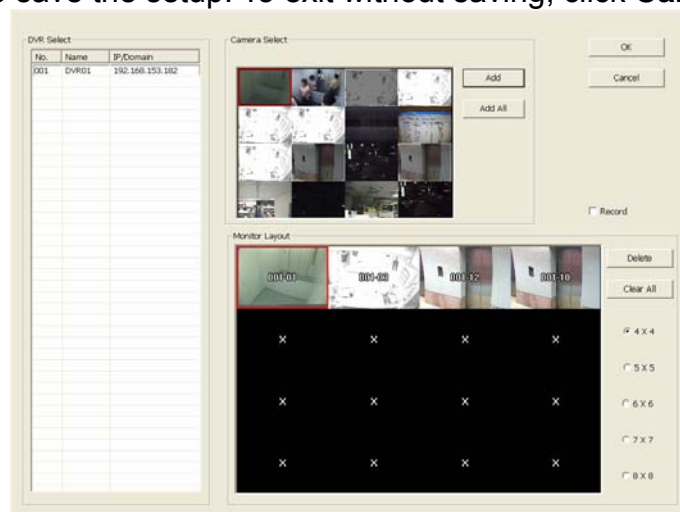 save the setup. To exit without saving, click
DVR Select
No. Name IP/Domain
001 DVR01 192.168.153.182
Camera Select
Add
Add All
OK
Cancel
Record
Monitor Layout
001-01 001-03 001-12 001-10
Delete
Clear All
4 X 4
5 X 5
6 X 6
7 X 7
8 X 8